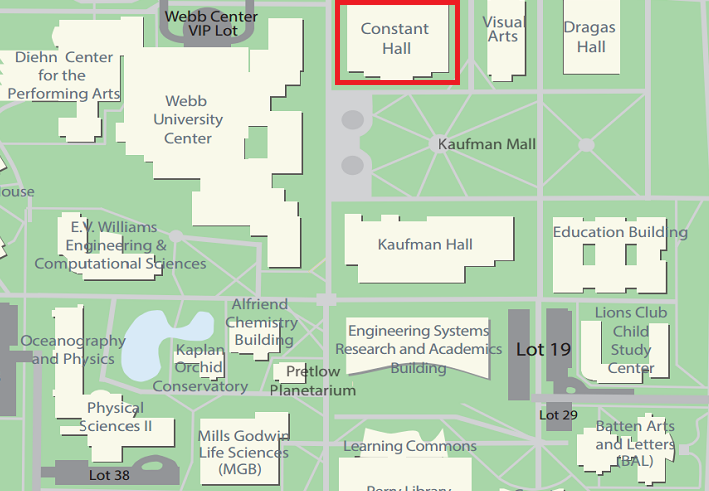 Webb Center
VIP Lot
Constant
Hall
Visual
Arts
Dragas
Hall
Diehn Center
for the
Performing Arts
Webb
University
Center
Kaufman Mall
ouse
E.V. Williams
Engineering &
Computational Sciences
Kaufman Hall
Education Building
Alfriend
Chemistry
Building
Oceanography
and Physics
Kaplan
Orchid
Conservatory
Pretlow
Planetarium
Engineering Systems
Research and Academics
Building
Lot 19
Lions Club
Child
Study
Center
Physical
Sciences II
Mills Godwin
Life Sciences
(MGB)
Lot 38
Learning Commons
Perry Library
Lot 29
Batten Arts
and Letters
(BAL)